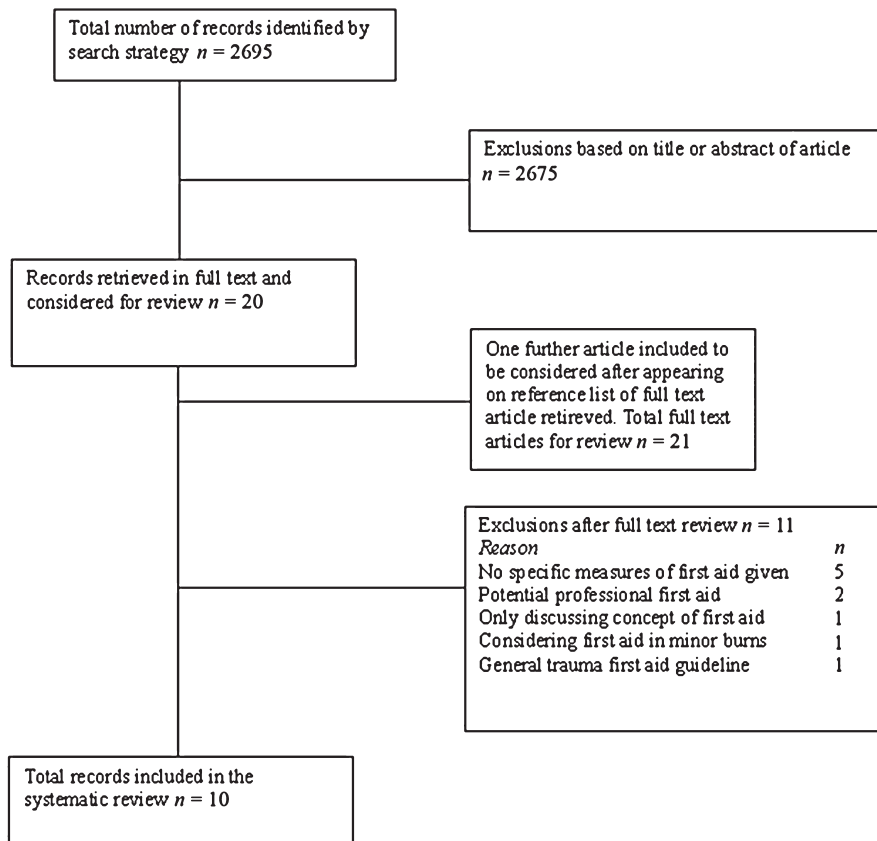 Total number of records identified by
search strategy n = 2695
Exclusions based on title or abstract of article
n = 2675
Records retrieved in full text and
considered for review n = 20
One further article included to
be considered after appearing
on reference list of full text
article retireved. Total full text
articles for review n = 21
Exclusions after full text review n = 11
Reason n
No specific measures of first aid given 5
Potential professional first aid 2
Only discussing concept of first aid 1
Considering first aid in minor burns 1
General trauma first aid guideline 1
Total records included in the
systematic review n = 10